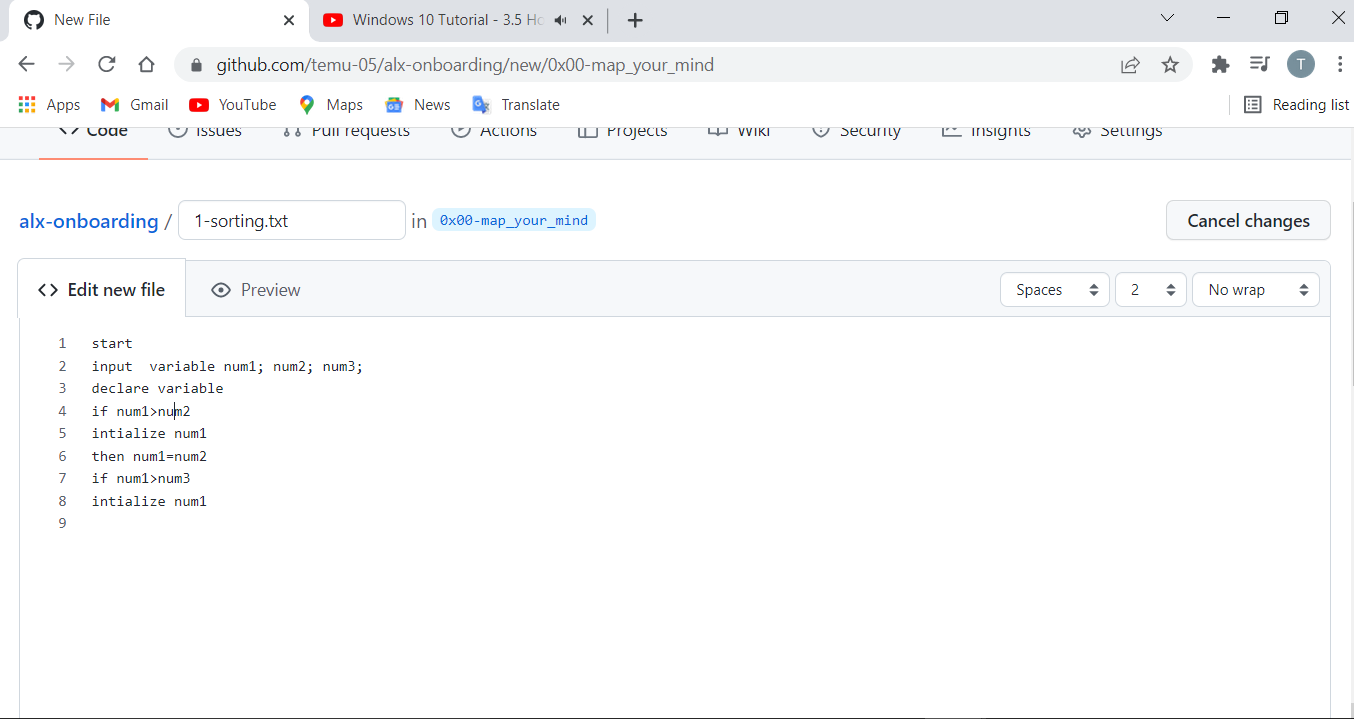 New File
Windows 10 Tutorial - 3.5 Ho
github.com/temu-05/alx-onboarding/new/0x00-map_your_mind
T
Apps
Gmail
YouTube
Maps
News
Translate
Reading list
Code
Issues
Pull requests
Actions
Projects
Wiki
Security
Insights
Settings
alx-onboarding / 1-sorting.txt in 0x00-map_your_mind
Cancel changes
<> Edit new file
Preview
Spaces
2
No wrap
1 start
2 input  variable num1; num2; num3;
3 declare variable
4 if num1>num2
5 intialize num1
6 then num1=num2
7 if num1>num3
8 intialize num1
9